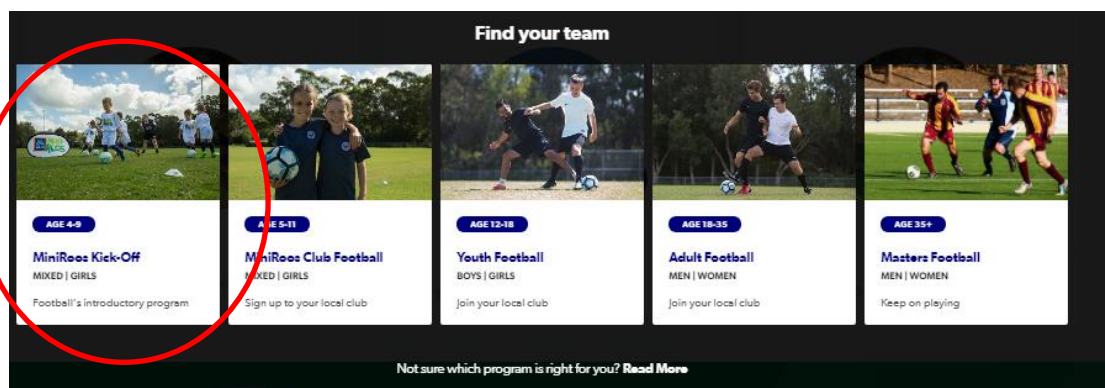 Find your team
AGE 4-9
MiniRoos Kick-Off
MIXED | GIRLS
Football's introductory program
AGE 5-11
MiniRoos Club Football
MIXED | GIRLS
Sign up to your local club
AGE 12-18
Youth Football
BOYS | GIRLS
Join your local club
AGE 18-35
Adult Football
MEN | WOMEN
Join your local club
AGE 35+
Masters Football
MEN | WOMEN
Keep on playing
Not sure which program is right for you? Read More